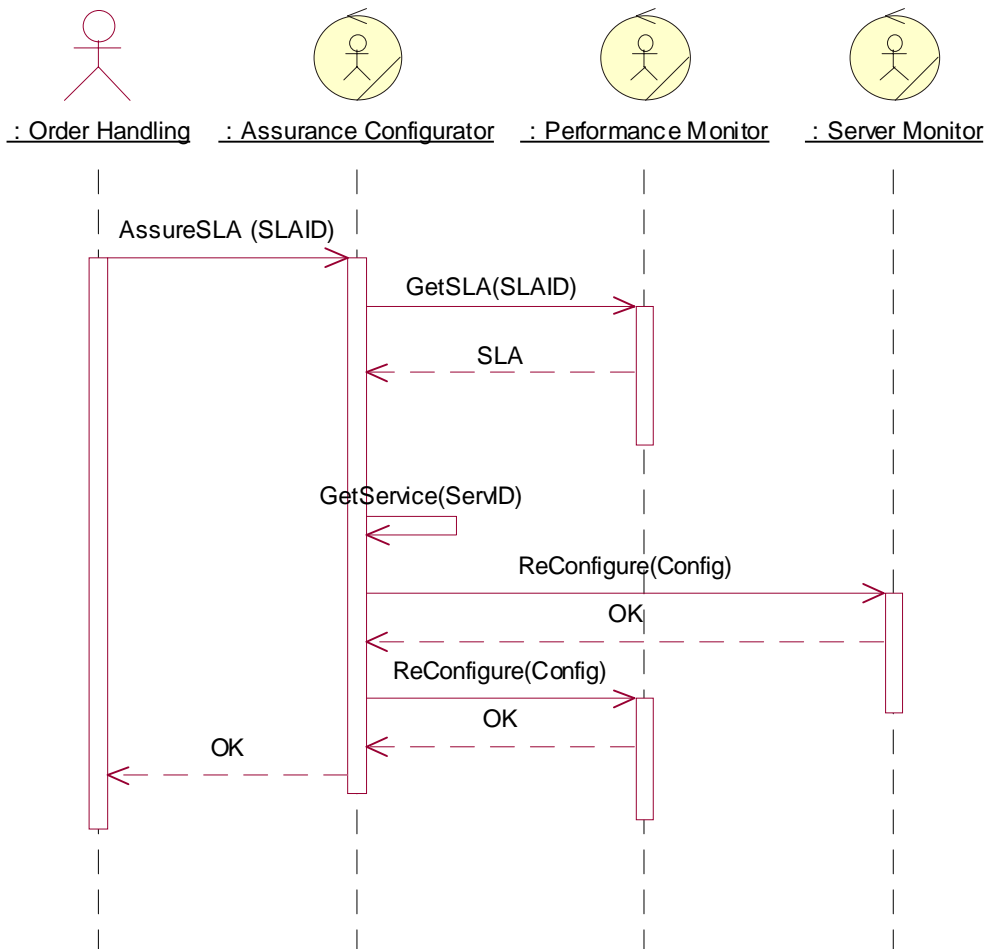 : Order Handling
: Assurance Configurator
: Performance Monitor
: Server Monitor
AssureSLA (SLAID)
GetSLA(SLAID)
SLA
GetService(ServID)
ReConfigure(Config)
OK
ReConfigure(Config)
OK
OK